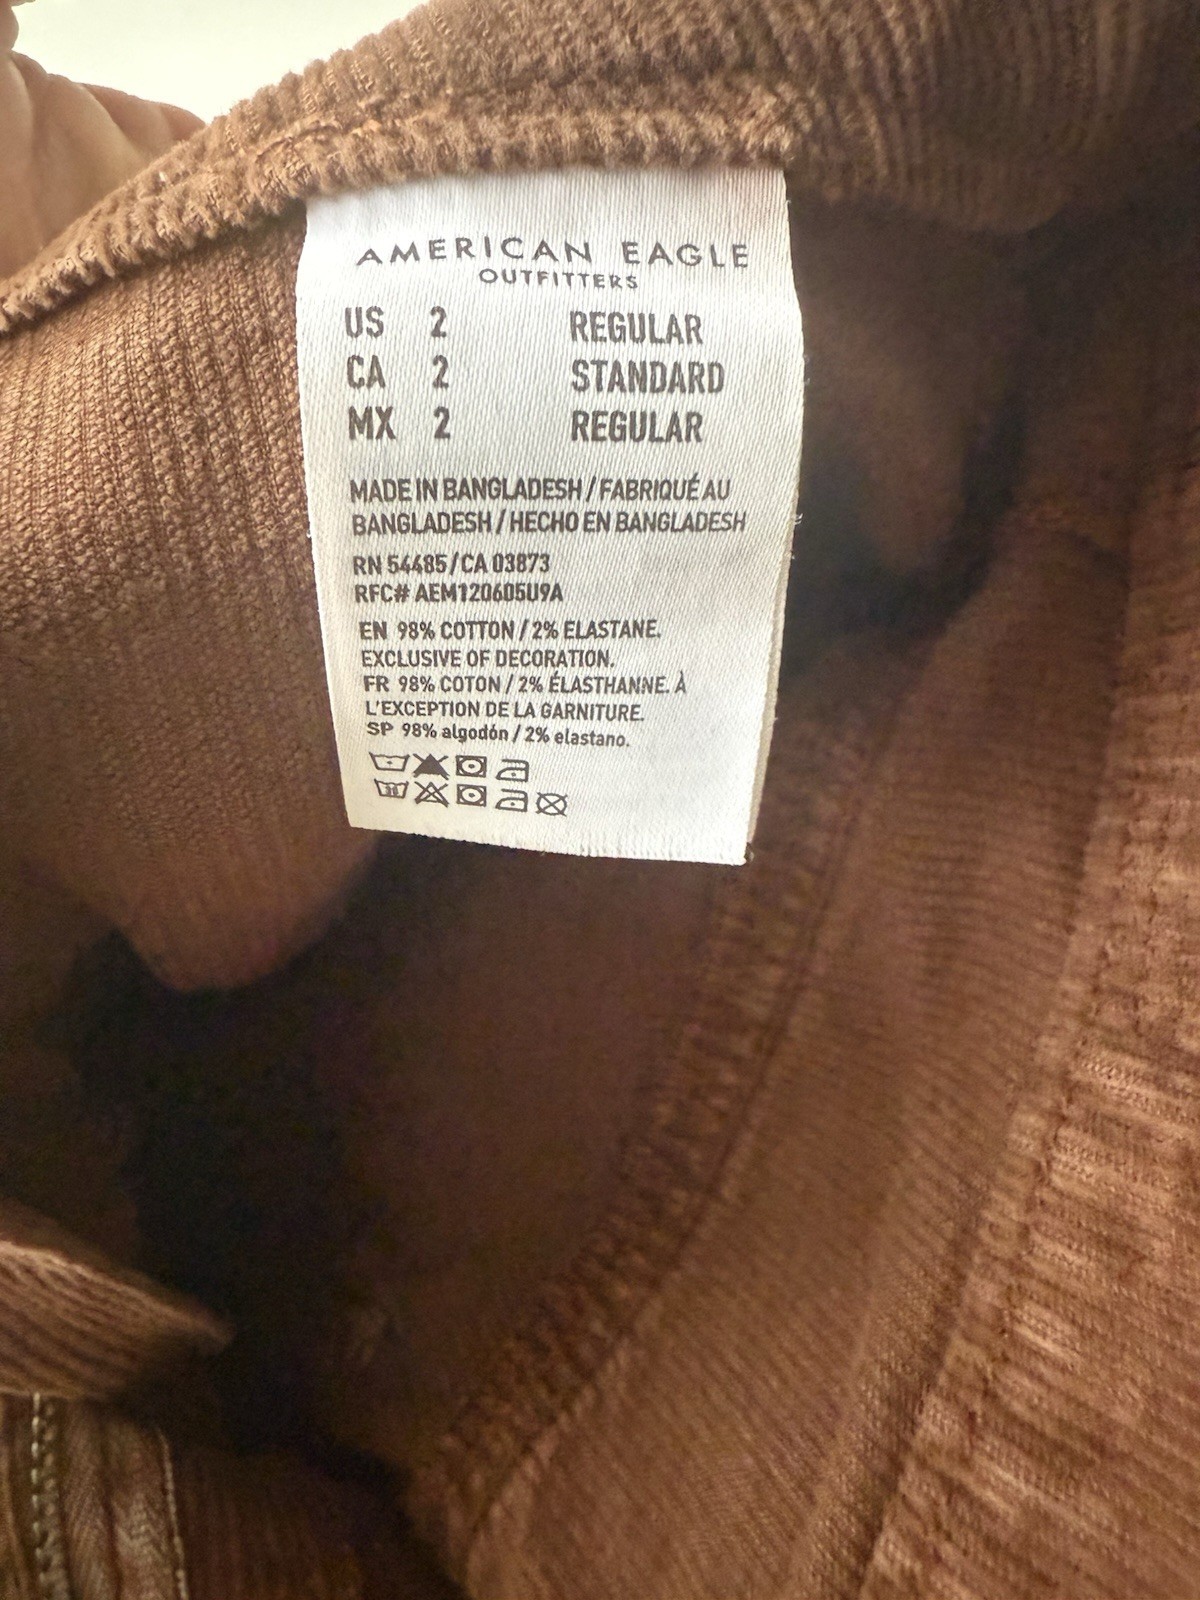 AMERICAN EAGLE
OUTFITTERS
US 2 REGULAR
CA 2 STANDARD
MX 2 REGULAR
MADE IN BANGLADESH / FABRIQUÉ AU
BANGLADESH / HECHO EN BANGLADESH
RN 54485 / CA 03873
RFC# AEM120605U9A
EN 98% COTTON / 2% ELASTANE.
EXCLUSIVE OF DECORATION.
FR 98% COTON / 2% ÉLASTHANNE. À
L'EXCEPTION DE LA GARNITURE.
SP 98% algodón / 2% elastano.